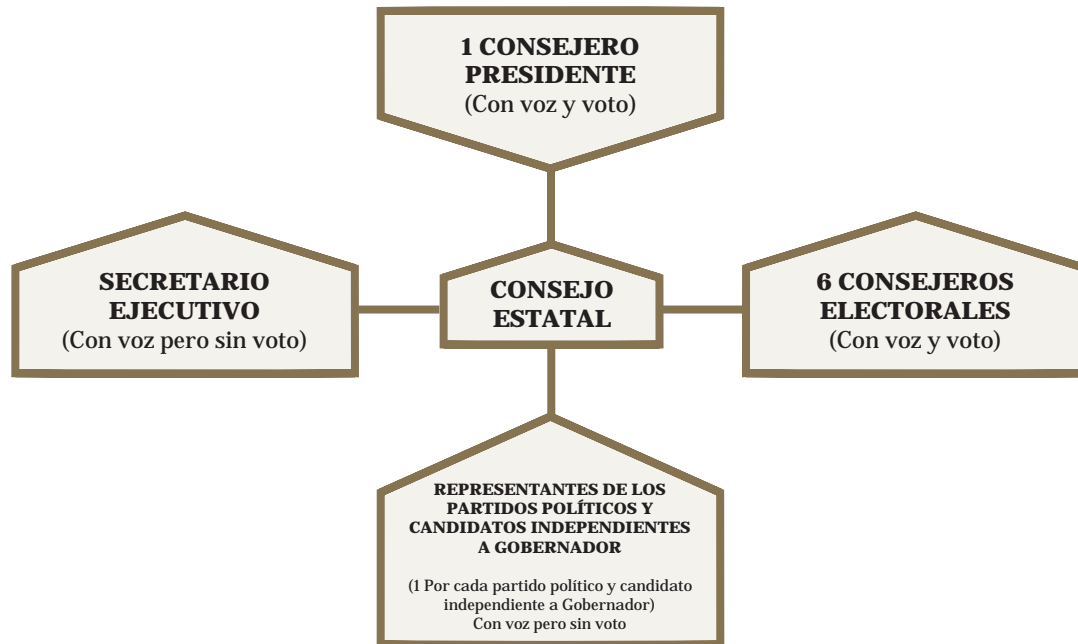 1 CONSEJERO
PRESIDENTE
(Con voz y voto)
SECRETARIO
EJECUTIVO
(Con voz pero sin voto)
CONSEJO
ESTATAL
6 CONSEJEROS
ELECTORALES
(Con voz y voto)
REPRESENTANTES DE LOS
PARTIDOS POLÍTICOS Y
CANDIDATOS INDEPENDIENTES
A GOBERNADOR
(1 Por cada partido político y candidato
independiente a Gobernador)
Con voz pero sin voto